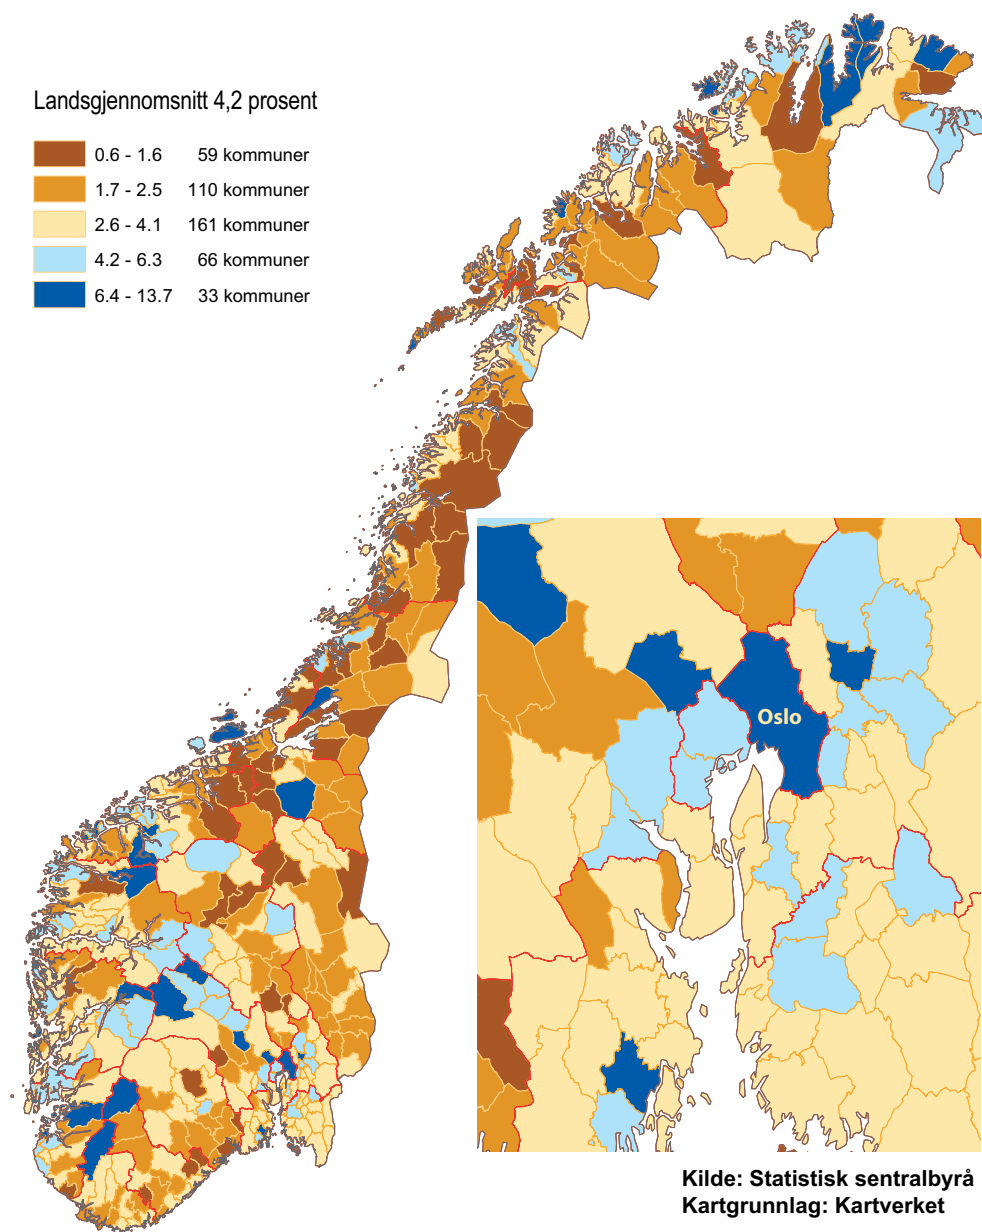 Landsgjennomsnitt 4,2 prosent
0.6 - 1.6 59 kommuner
1.7 - 2.5 110 kommuner
2.6 - 4.1 161 kommuner
4.2 - 6.3 66 kommuner
6.4 - 13.7 33 kommuner
Oslo
Kilde: Statistisk sentralbyrå
Kartgrunnlag: Kartverket